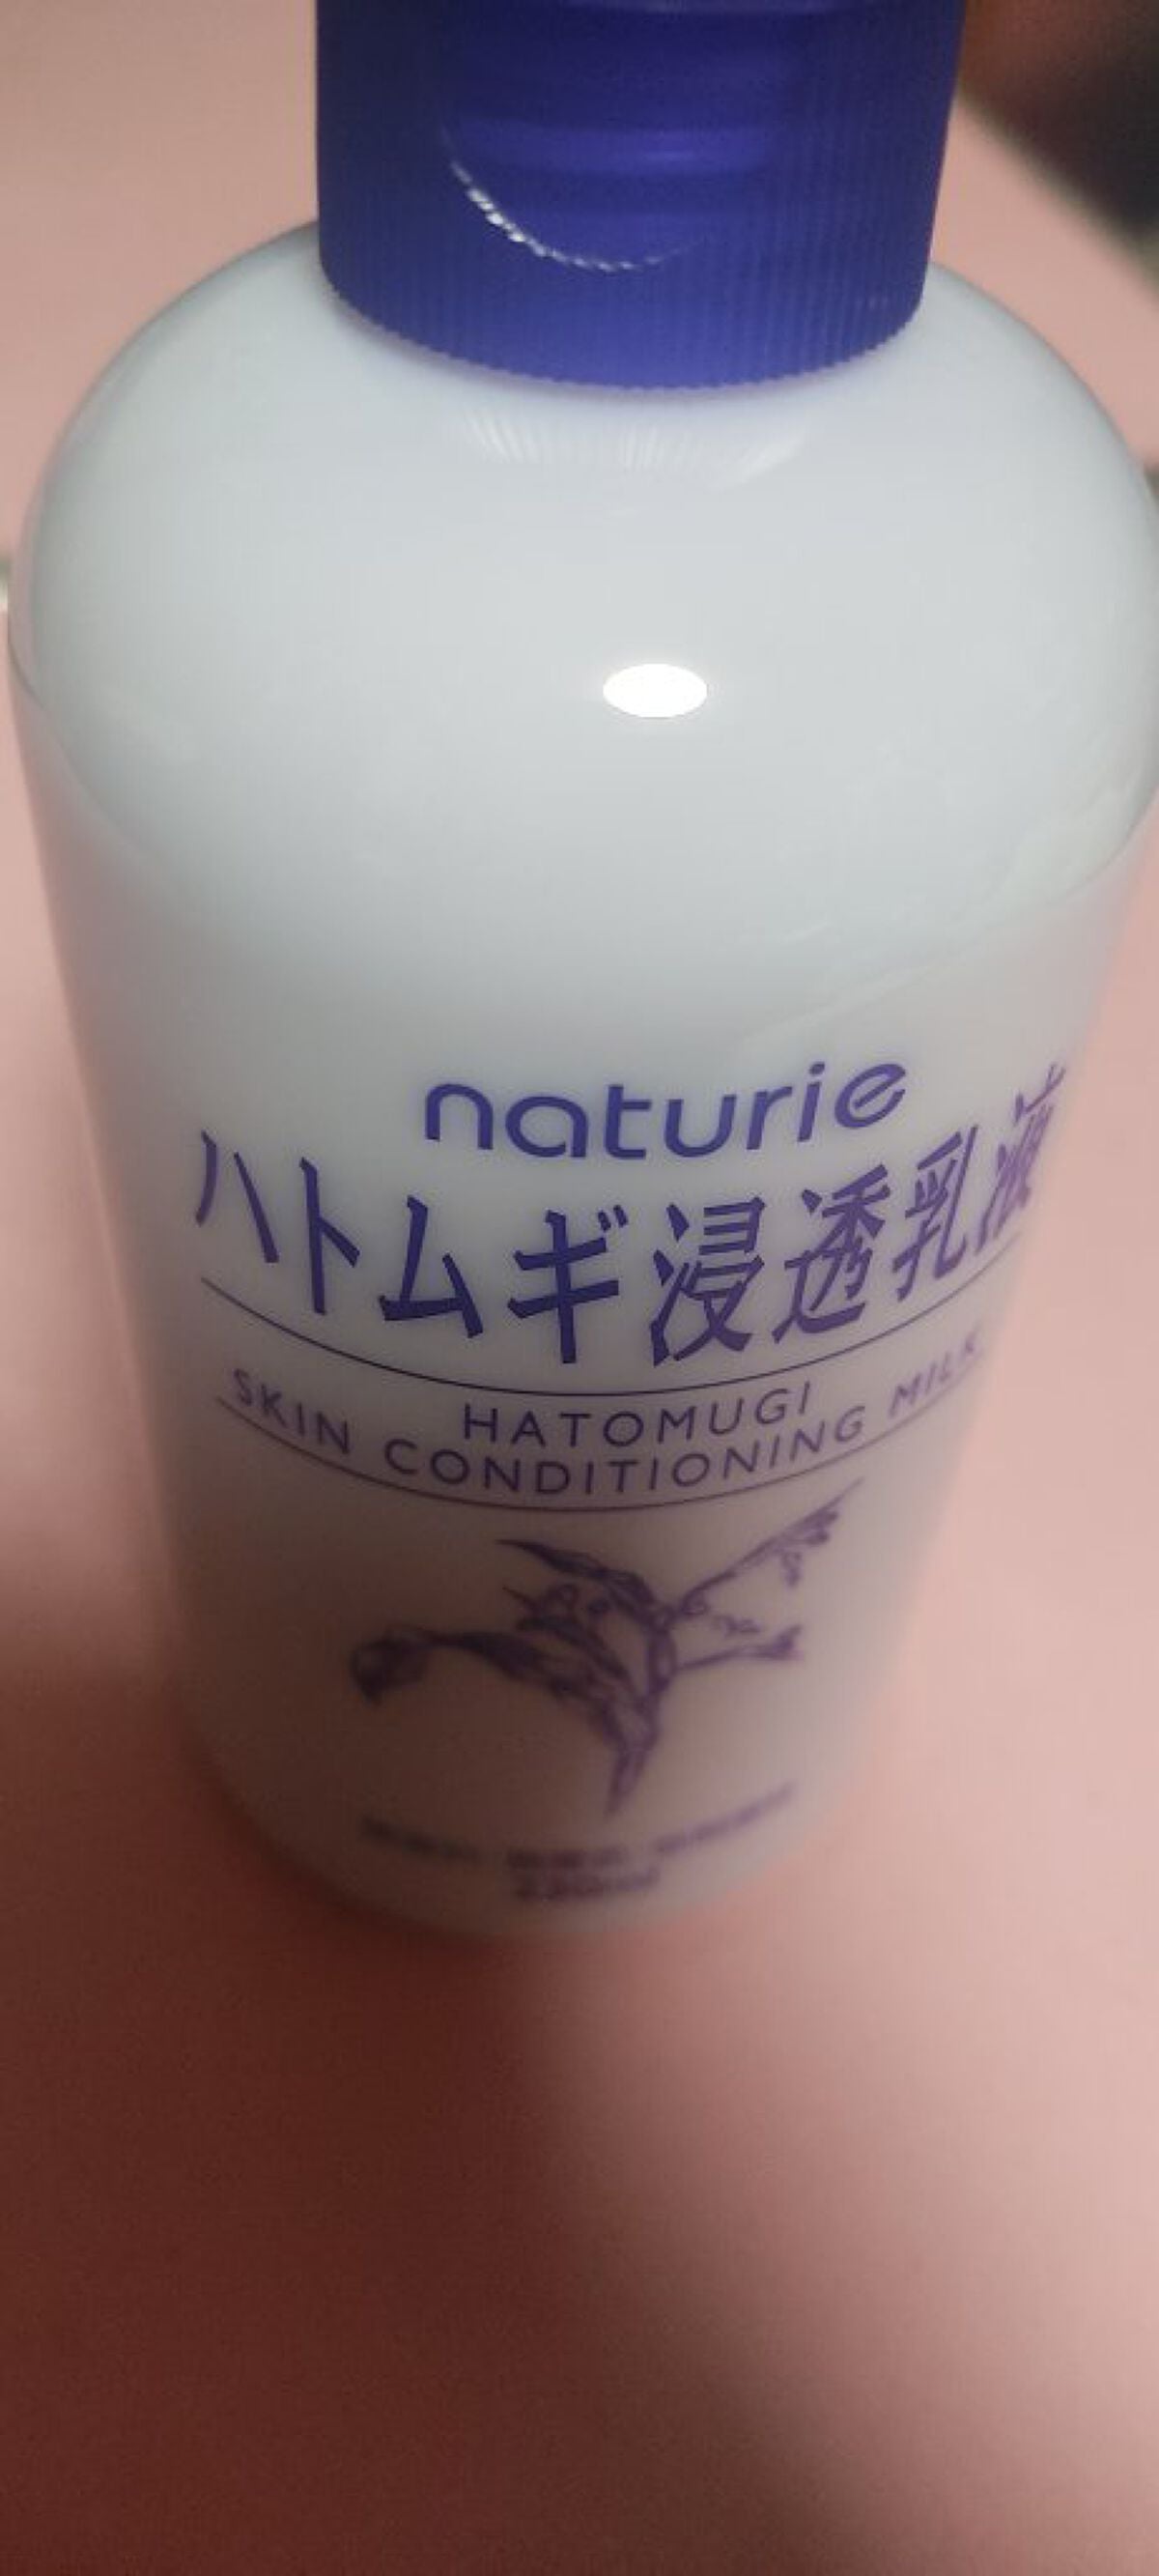 naturie
ハトムギ浸透乳液
HATOMUGI
SKIN CONDITIONING MILK